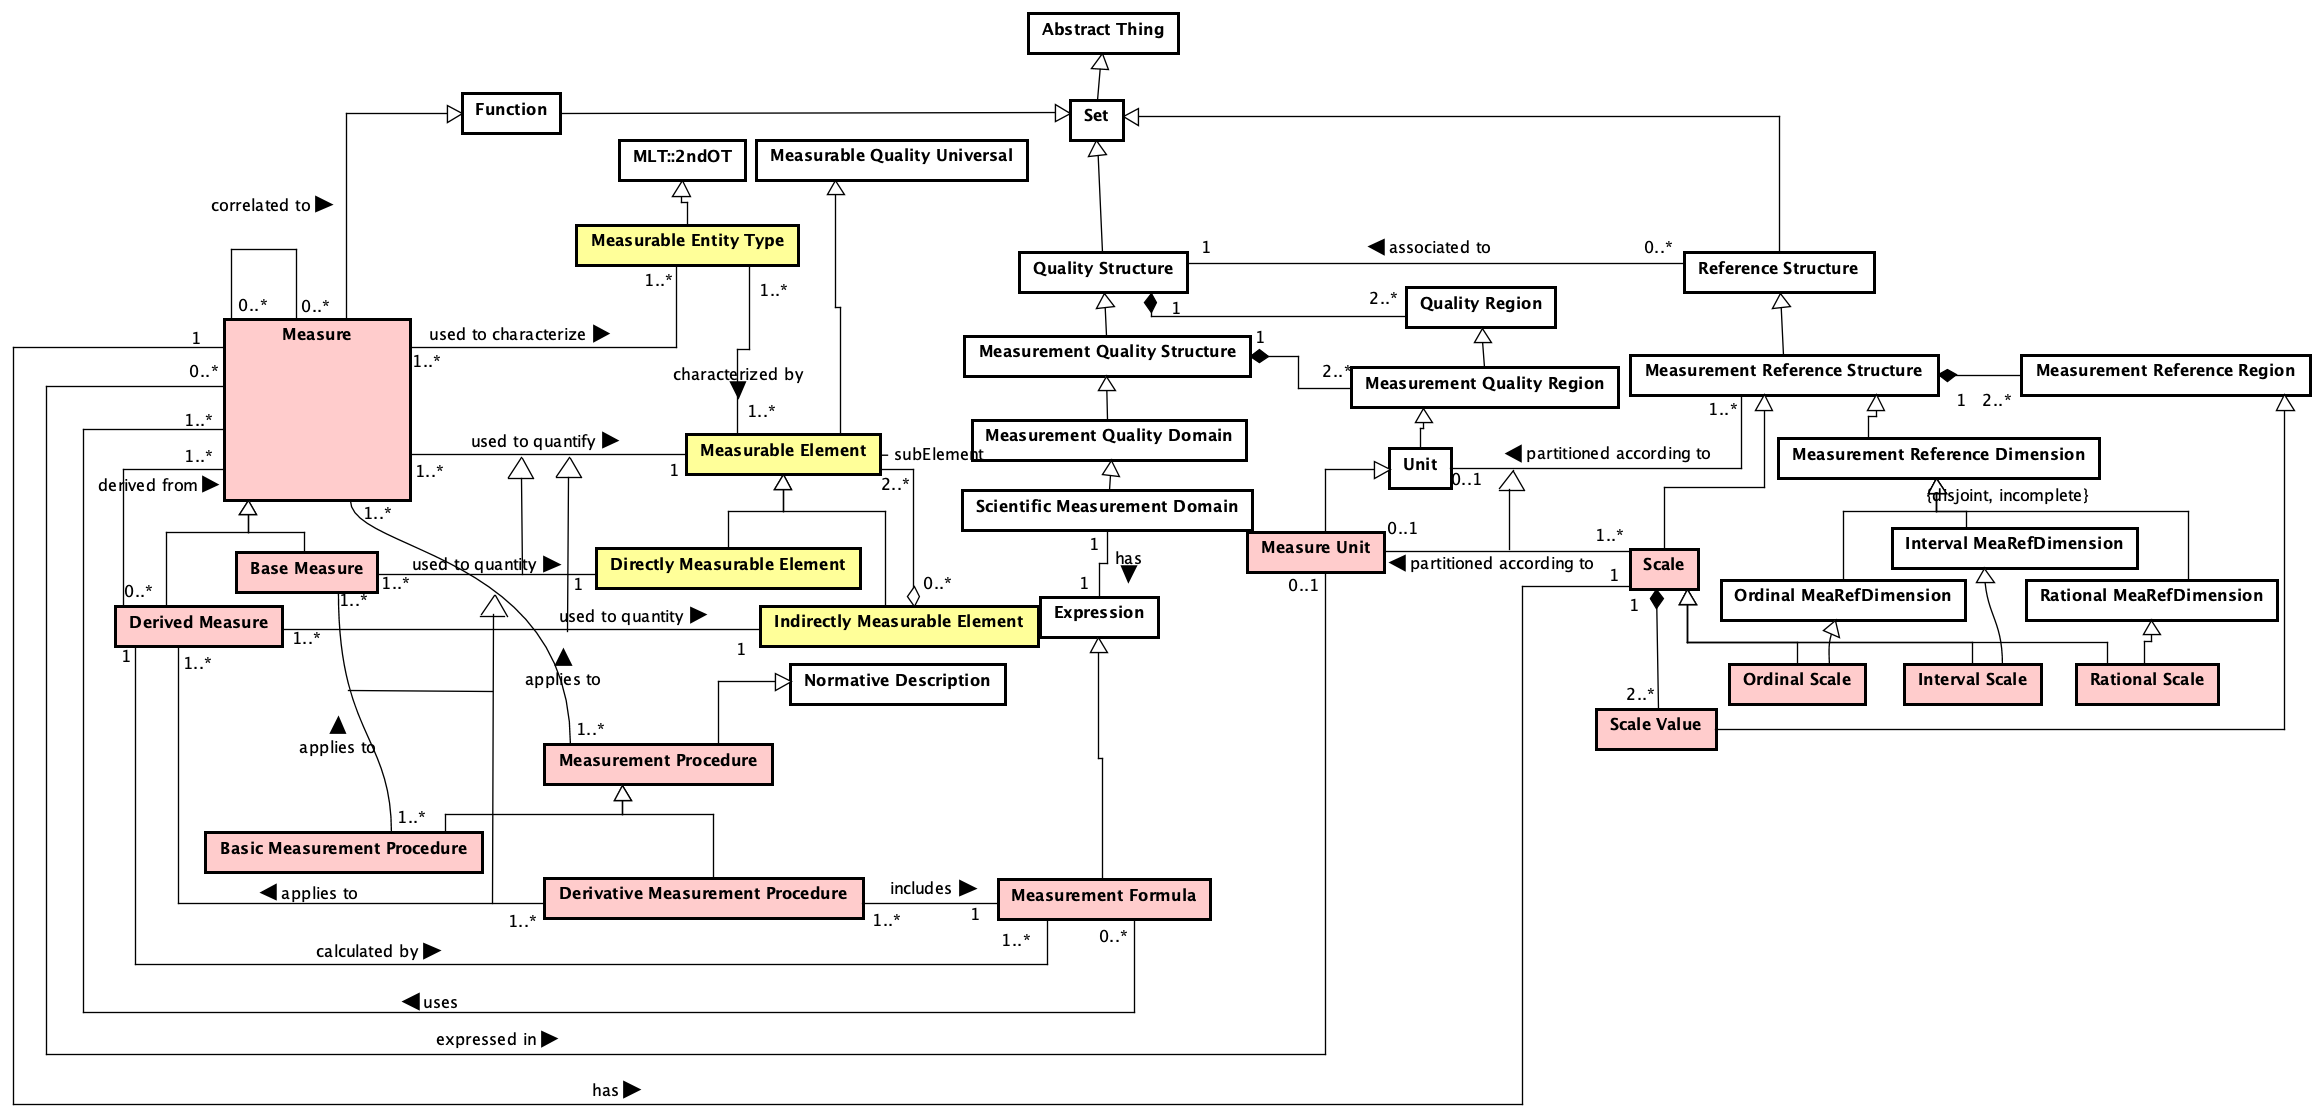 Abstract Thing
Function
Set
MLT::2ndOT
Measurable Quality Universal
correlated to
Measurable Entity Type
Quality Structure
1
associated to
0..*
Reference Structure
1..*
1..*
0..*
0..*
1
2..*
Quality Region
Measure
1
used to characterize
1..*
0..*
characterized by
1..*
Measurement Quality Structure
1
2..*
Measurement Quality Region
Measurement Reference Structure
1
2..*
Measurement Reference Region
1..*
1..*
used to quantify
1..*
1
Measurable Element
subElement
2..*
Measurement Quality Domain
Unit
0..1
partitioned according to
Measurement Reference Dimension
{disjoint, incomplete}
1..*
derived from
1..*
Scientific Measurement Domain
1
has
1
Measure Unit
0..1
0..1
1..*
partitioned according to
1
Scale
1
Interval MeaRefDimension
Ordinal MeaRefDimension
Rational MeaRefDimension
Base Measure
used to quantity
1..*
1
Directly Measurable Element
0..*
1..*
0..*
Derived Measure
1..*
used to quantity
1
Indirectly Measurable Element
Expression
1
1..*
applies to
Normative Description
Ordinal Scale
Interval Scale
Rational Scale
2..*
Scale Value
applies to
1..*
Measurement Procedure
1..*
Basic Measurement Procedure
applies to
1..*
Derivative Measurement Procedure
includes
1..*
1
Measurement Formula
1..*
0..*
calculated by
uses
expressed in
has